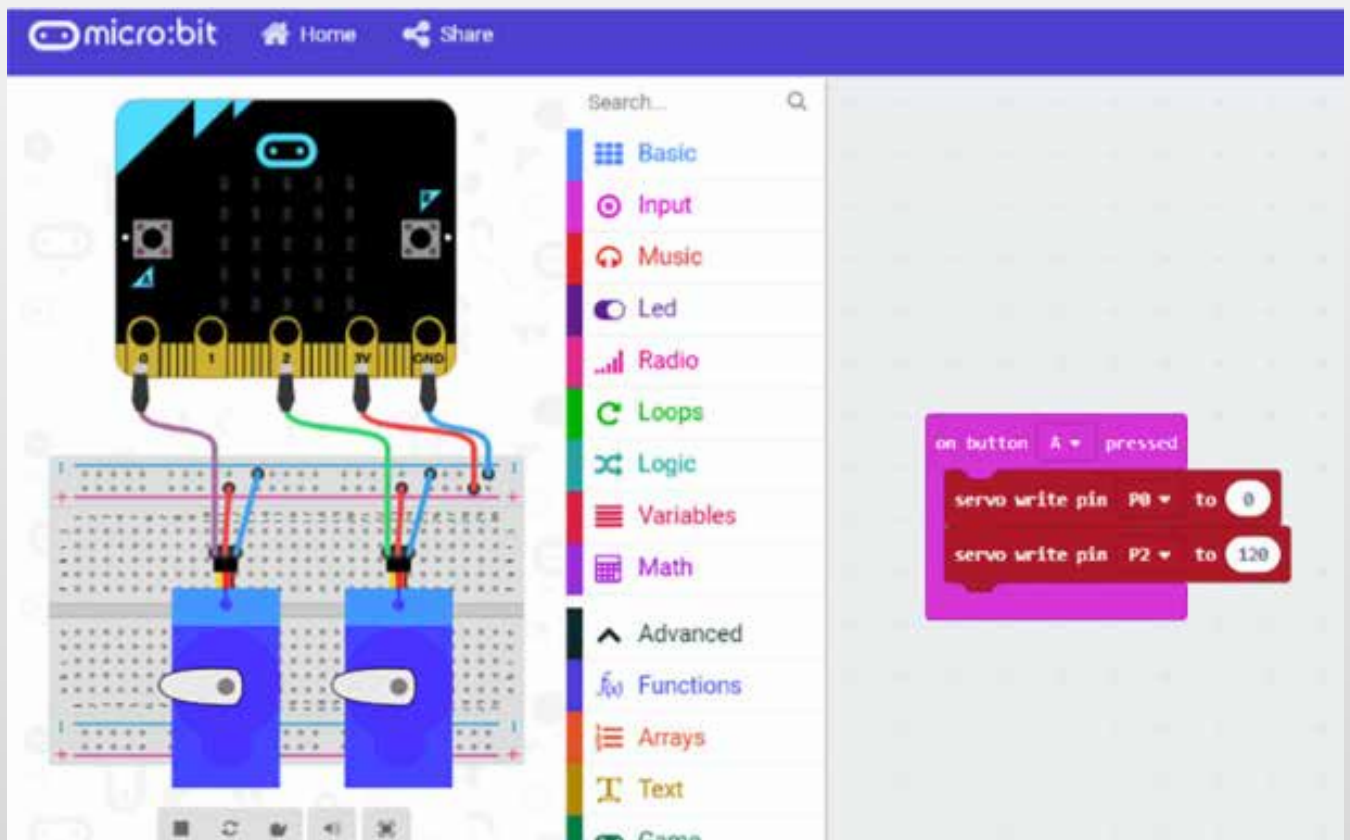 micro:bit Home Share
Search...
Basic
Input
Music
Led
Radio
Loops
Logic
Variables
Math
Advanced
f(x) Functions
Arrays
Text
A
B
0 1 2 3V GND
on button A pressed
servo write pin P0 to 0
servo write pin P2 to 120